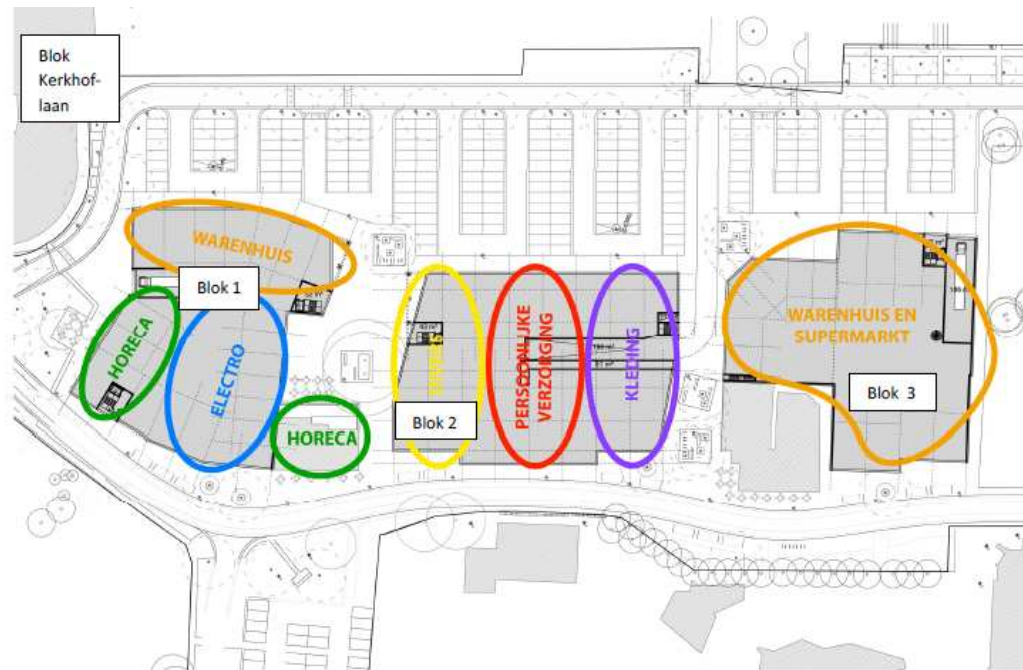 Blok
Kerkhof-
laan
WARENHUIS
Blok 1
HORECA
ELECTRO
HORECA
Blok 2
PERSOONLIJKE
VERZORGING
KLEDING
WARENHUIS EN
SUPERMARKT
Blok 3